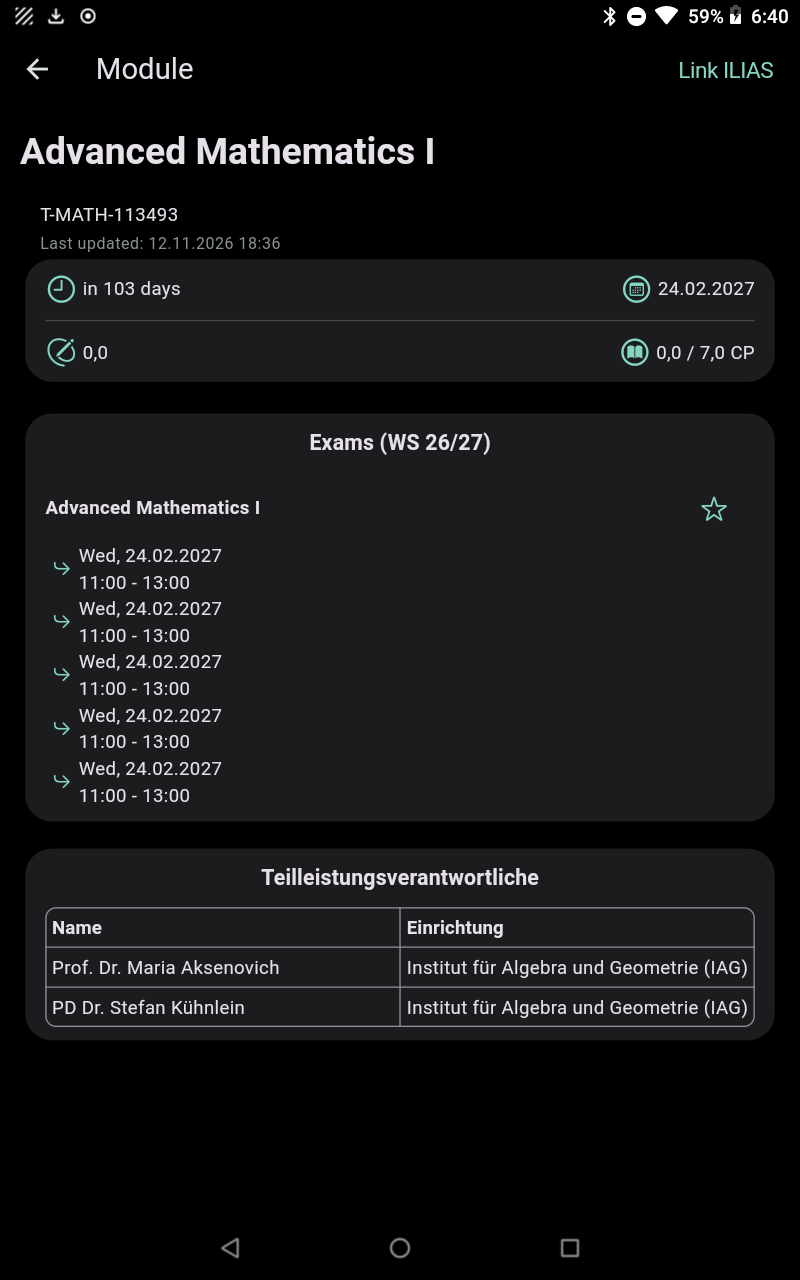 59% 6:40
Module Link ILIAS
Advanced Mathematics I
T-MATH-113493
Last updated: 12.11.2026 18:36
in 103 days 24.02.2027
0,0 0,0 / 7,0 CP
Exams (WS 26/27)
Advanced Mathematics I
Wed, 24.02.2027
11:00 - 13:00
Wed, 24.02.2027
11:00 - 13:00
Wed, 24.02.2027
11:00 - 13:00
Wed, 24.02.2027
11:00 - 13:00
Wed, 24.02.2027
11:00 - 13:00
Teilleistungsverantwortliche
Name Einrichtung
Prof. Dr. Maria Aksenovich Institut für Algebra und Geometrie (IAG)
PD Dr. Stefan Kühnlein Institut für Algebra und Geometrie (IAG)